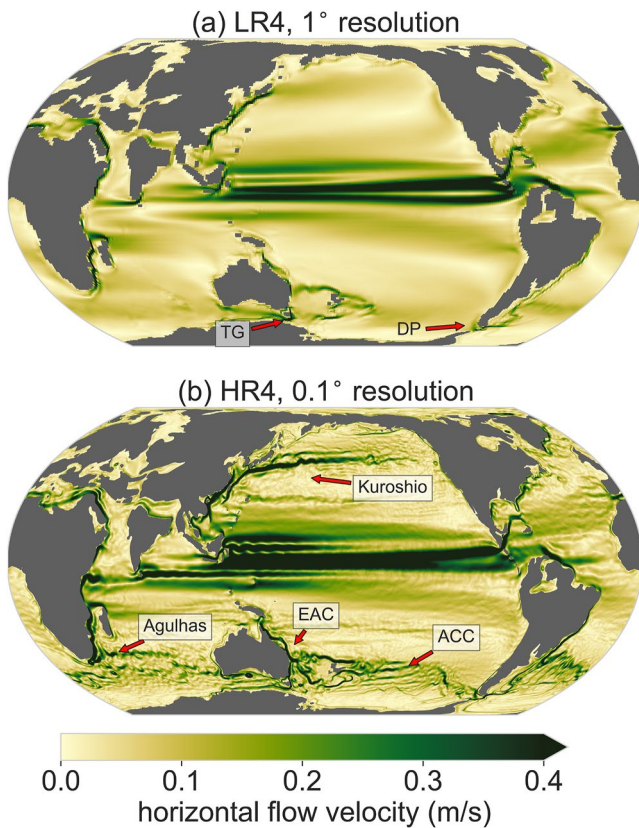 (a) LR4, 1° resolution
TG
DP
(b) HR4, 0.1° resolution
Kuroshio
Agulhas
EAC
ACC
0.0 0.1 0.2 0.3 0.4
horizontal flow velocity (m/s)